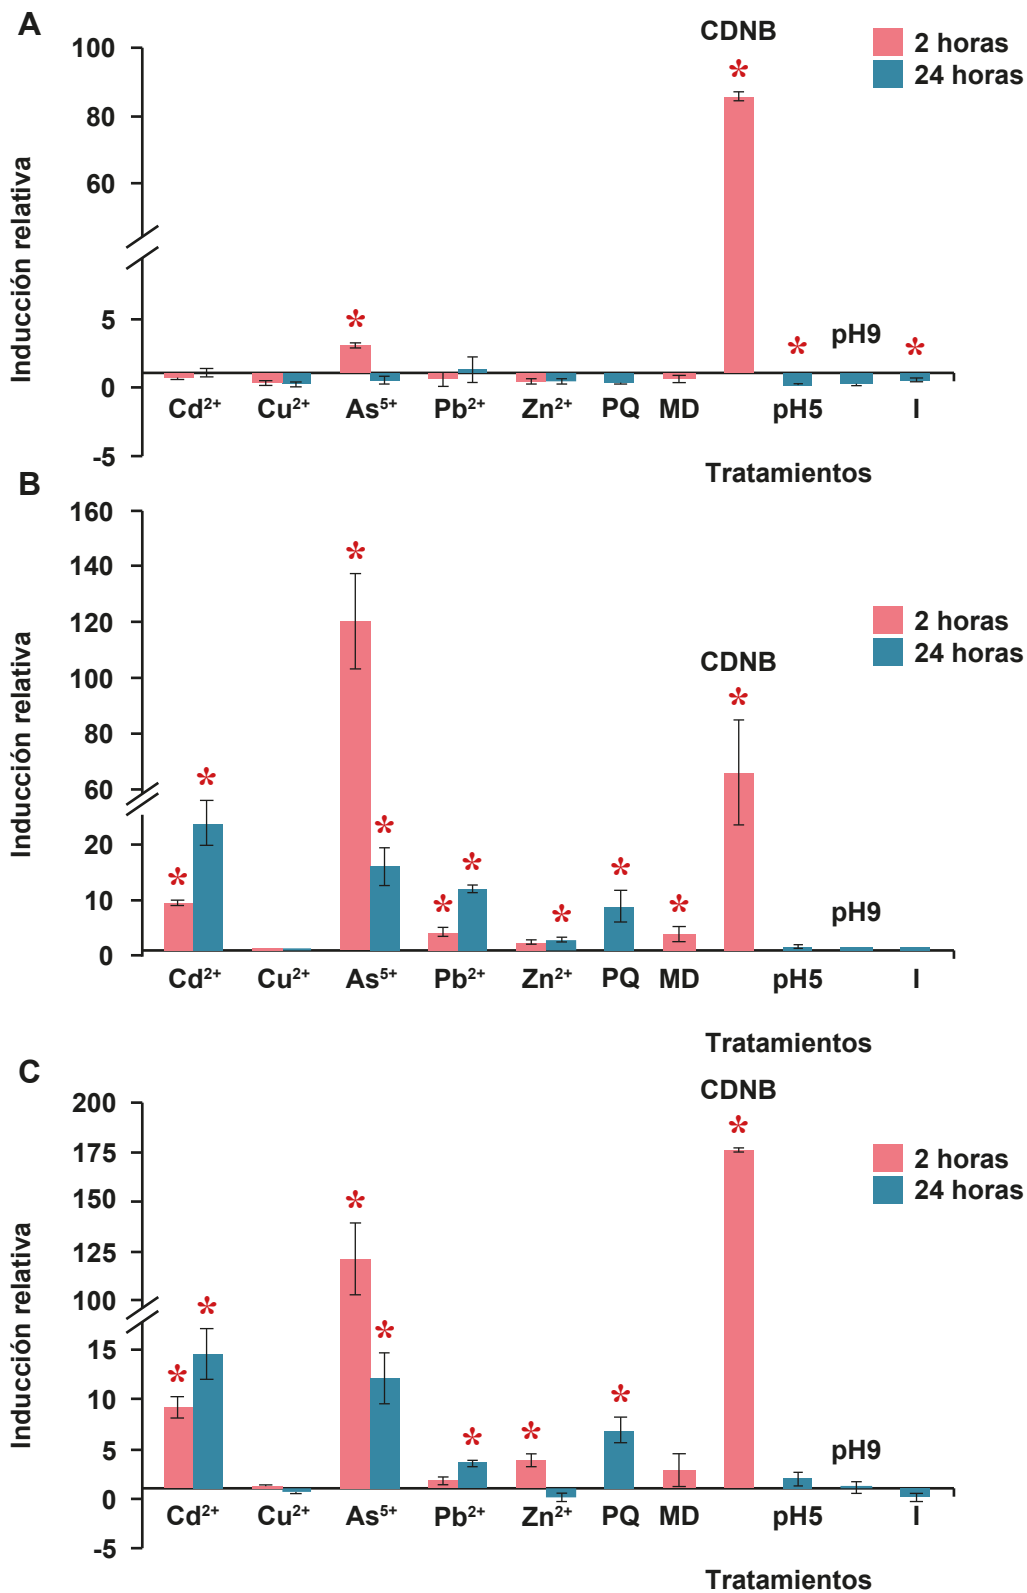 A
CDNB
2 horas
24 horas
Inducción relativa
100
80
60
5
0
-5
pH9
Cd²⁺ Cu²⁺ As⁵⁺ Pb²⁺ Zn²⁺ PQ MD pH5 I
Tratamientos
B
2 horas
24 horas
CDNB
Inducción relativa
160
140
120
100
80
60
20
10
0
pH9
Cd²⁺ Cu²⁺ As⁵⁺ Pb²⁺ Zn²⁺ PQ MD pH5 I
Tratamientos
C
CDNB
2 horas
24 horas
Inducción relativa
200
175
150
125
100
15
10
5
0
-5
pH9
Cd²⁺ Cu²⁺ As⁵⁺ Pb²⁺ Zn²⁺ PQ MD pH5 I
Tratamientos